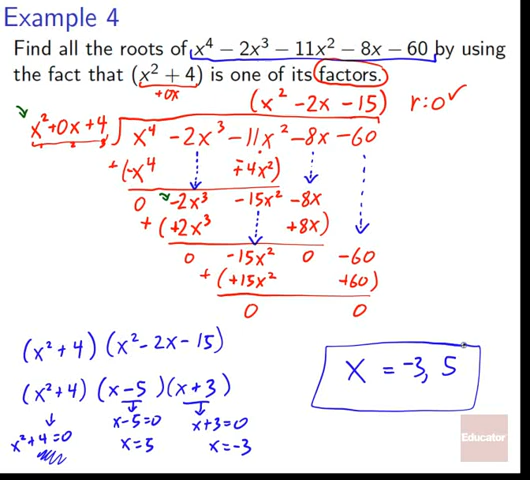 Example 4
Find all the roots of x⁴ − 2x³ − 11x² − 8x − 60 by using
the fact that (x² + 4) is one of its factors.
+0x
(x² -2x -15) r:0✓
x²+0x+4) x⁴ -2x³ -11x² -8x -60
+(-x⁴ -4x²)
0 -2x³ -15x² -8x
+(+2x³ +8x)
0 -15x² 0 -60
+(+15x² +60)
0 0
(x²+4)(x²-2x-15)
(x²+4)(x-5)(x+3)
x²+4=0 x-5=0 x+3=0
x=5 x=-3
x = -3, 5
Educator